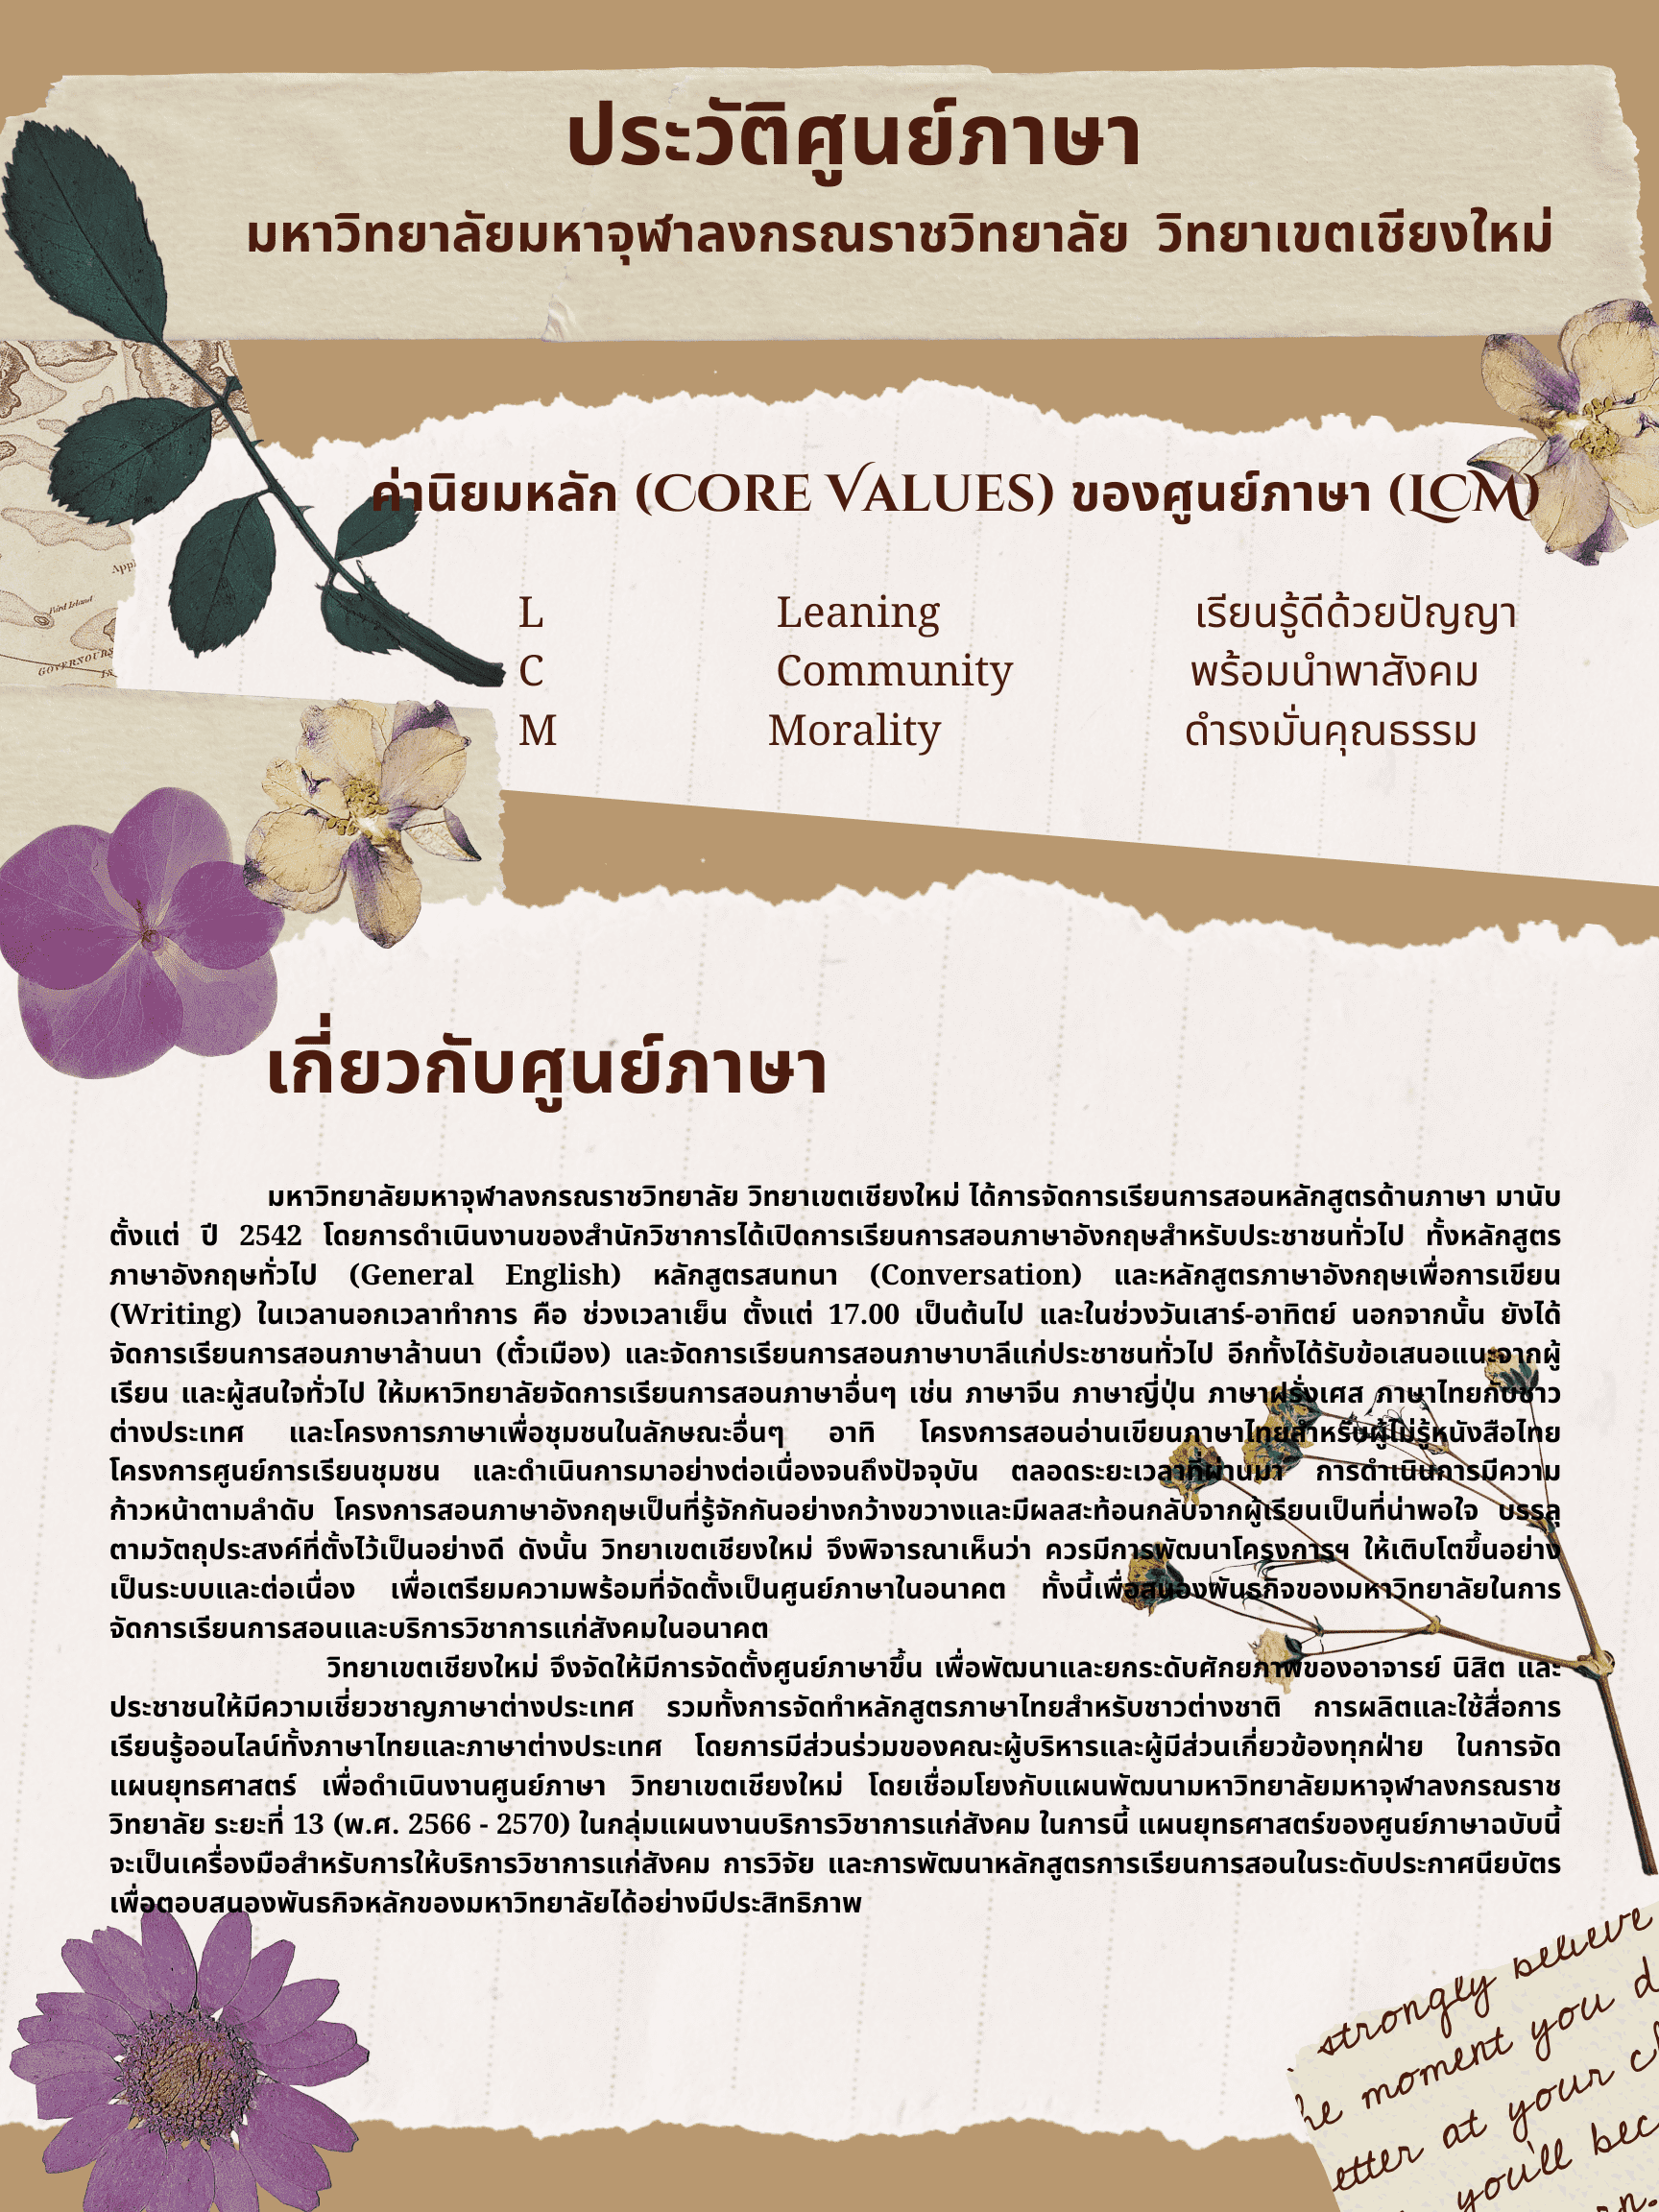 ประวัติศูนย์ภาษา
มหาวิทยาลัยมหาจุฬาลงกรณราชวิทยาลัย วิทยาเขตเชียงใหม่
ค่านิยมหลัก (Core Values) ของศูนย์ภาษา (LCM)
L Leaning เรียนรู้ดีด้วยปัญญา
C Community พร้อมนำพาสังคม
M Morality ดำรงมั่นคุณธรรม
Appl
Bird Island
GOVERNOURS
เกี่ยวกับศูนย์ภาษา
มหาวิทยาลัยมหาจุฬาลงกรณราชวิทยาลัย วิทยาเขตเชียงใหม่ ได้การจัดการเรียนการสอนหลักสูตรด้านภาษา มานับ
ตั้งแต่ ปี 2542 โดยการดำเนินงานของสำนักวิชาการได้เปิดการเรียนการสอนภาษาอังกฤษสำหรับประชาชนทั่วไป ทั้งหลักสูตร
ภาษาอังกฤษทั่วไป (General English) หลักสูตรสนทนา (Conversation) และหลักสูตรภาษาอังกฤษเพื่อการเขียน
(Writing) ในเวลานอกเวลาทำการ คือ ช่วงเวลาเย็น ตั้งแต่ 17.00 เป็นต้นไป และในช่วงวันเสาร์-อาทิตย์ นอกจากนั้น ยังได้
จัดการเรียนการสอนภาษาล้านนา (ตั๋วเมือง) และจัดการเรียนการสอนภาษาบาลีแก่ประชาชนทั่วไป อีกทั้งได้รับข้อเสนอแนะจากผู้
เรียน และผู้สนใจทั่วไป ให้มหาวิทยาลัยจัดการเรียนการสอนภาษาอื่นๆ เช่น ภาษาจีน ภาษาญี่ปุ่น ภาษาฝรั่งเศส ภาษาไทยกับชาว
ต่างประเทศ และโครงการภาษาเพื่อชุมชนในลักษณะอื่นๆ อาทิ โครงการสอนอ่านเขียนภาษาไทยสำหรับผู้ไม่รู้หนังสือไทย
โครงการศูนย์การเรียนชุมชน และดำเนินการมาอย่างต่อเนื่องจนถึงปัจจุบัน ตลอดระยะเวลาที่ผ่านมา การดำเนินการมีความ
ก้าวหน้าตามลำดับ โครงการสอนภาษาอังกฤษเป็นที่รู้จักกันอย่างกว้างขวางและมีผลสะท้อนกลับจากผู้เรียนเป็นที่น่าพอใจ บรรลุ
ตามวัตถุประสงค์ที่ตั้งไว้เป็นอย่างดี ดังนั้น วิทยาเขตเชียงใหม่ จึงพิจารณาเห็นว่า ควรมีการพัฒนาโครงการฯ ให้เติบโตขึ้นอย่าง
เป็นระบบและต่อเนื่อง เพื่อเตรียมความพร้อมที่จัดตั้งเป็นศูนย์ภาษาในอนาคต ทั้งนี้เพื่อสนองพันธกิจของมหาวิทยาลัยในการ
จัดการเรียนการสอนและบริการวิชาการแก่สังคมในอนาคต
วิทยาเขตเชียงใหม่ จึงจัดให้มีการจัดตั้งศูนย์ภาษาขึ้น เพื่อพัฒนาและยกระดับศักยภาพของอาจารย์ นิสิต และ
ประชาชนให้มีความเชี่ยวชาญภาษาต่างประเทศ รวมทั้งการจัดทำหลักสูตรภาษาไทยสำหรับชาวต่างชาติ การผลิตและใช้สื่อการ
เรียนรู้ออนไลน์ทั้งภาษาไทยและภาษาต่างประเทศ โดยการมีส่วนร่วมของคณะผู้บริหารและผู้มีส่วนเกี่ยวข้องทุกฝ่าย ในการจัด
แผนยุทธศาสตร์ เพื่อดำเนินงานศูนย์ภาษา วิทยาเขตเชียงใหม่ โดยเชื่อมโยงกับแผนพัฒนามหาวิทยาลัยมหาจุฬาลงกรณราช
วิทยาลัย ระยะที่ 13 (พ.ศ. 2566 - 2570) ในกลุ่มแผนงานบริการวิชาการแก่สังคม ในการนี้ แผนยุทธศาสตร์ของศูนย์ภาษาฉบับนี้
จะเป็นเครื่องมือสำหรับการให้บริการวิชาการแก่สังคม การวิจัย และการพัฒนาหลักสูตรการเรียนการสอนในระดับประกาศนียบัตร
เพื่อตอบสนองพันธกิจหลักของมหาวิทยาลัยได้อย่างมีประสิทธิภาพ
strongly believe
he moment you d
etter at your c
you'll bec